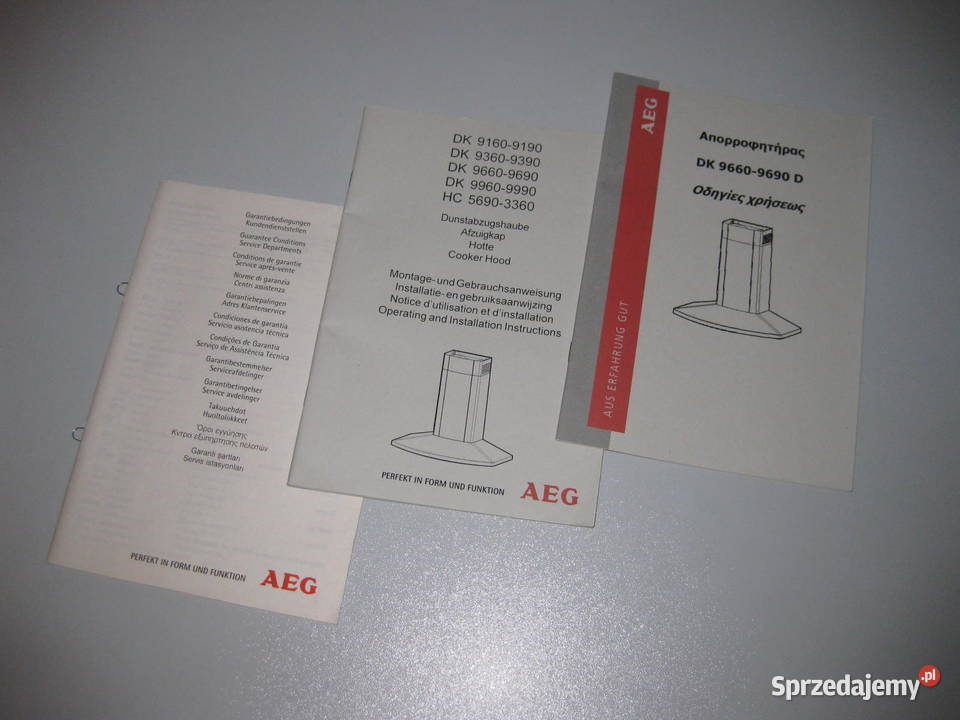 Garantiebedingungen
Kundendienststellen
Guarantee Conditions
Service Departments
Conditions de garantie
Service après-vente
Norme di garanzia
Centri assistenza
Garantiebepalingen
Adres Klantenservice
Condiciones de garantía
Servicio asistencia técnica
Condições de Garantia
Serviço de Assistência Técnica
Garantibestemmelser
Serviceafdelinger
Garantibetingelser
Service avdelinger
Takuuehdot
Huoltoliikkeet
Όροι εγγύησης
Κντρα εξυπηρτησης πελατών
Garanti şartları
Servis istasyonları
PERFEKT IN FORM UND FUNKTION AEG
DK 9160-9190
DK 9360-9390
DK 9660-9690
DK 9960-9990
HC 5690-3360
Dunstabzugshaube
Afzuigkap
Hotte
Cooker Hood
Montage- und Gebrauchsanweisung
Installatie- en gebruiksaanwijzing
Notice d'utilisation et d'installation
Operating and Installation Instructions
PERFEKT IN FORM UND FUNKTION AEG
AEG
AUS ERFAHRUNG GUT
Απορροφητήρας
DK 9660-9690 D
Οδηγίες χρήσεως
Sprzedajemy.pl